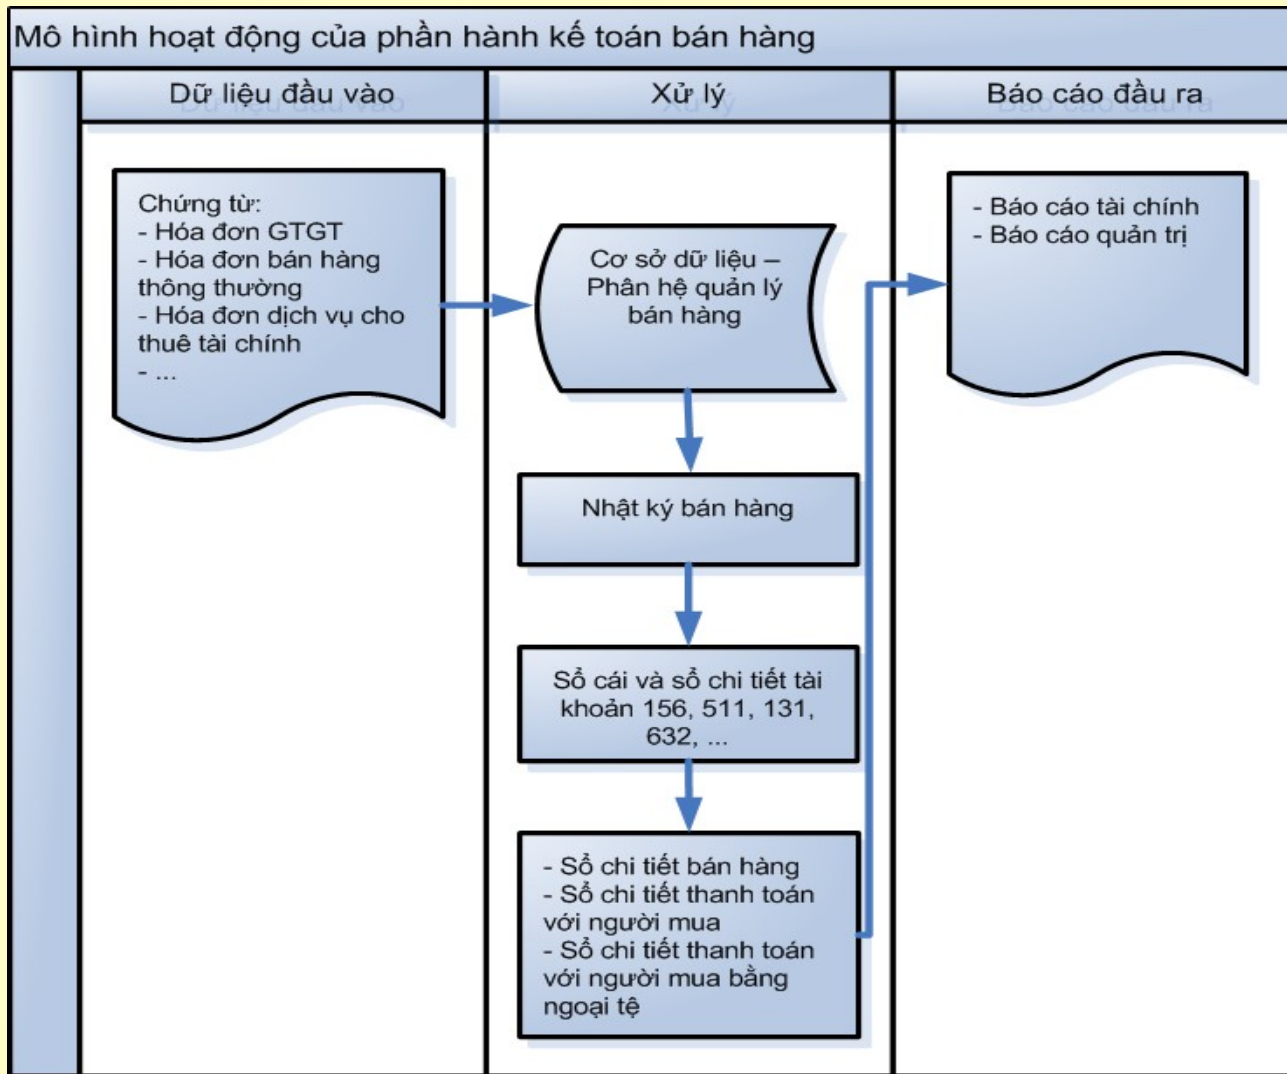 Mô hình hoạt động của phần hành kế toán bán hàng
Dữ liệu đầu vào
Xử lý
Báo cáo đầu ra
Chứng từ:
- Hóa đơn GTGT
- Hóa đơn bán hàng
thông thường
- Hóa đơn dịch vụ cho
thuê tài chính
- ...
Cơ sở dữ liệu –
Phân hệ quản lý
bán hàng
Nhật ký bán hàng
Sổ cái và sổ chi tiết tài
khoản 156, 511, 131,
632, ...
- Sổ chi tiết bán hàng
- Sổ chi tiết thanh toán
với người mua
- Sổ chi tiết thanh toán
với người mua bằng
ngoại tệ
- Báo cáo tài chính
- Báo cáo quản trị